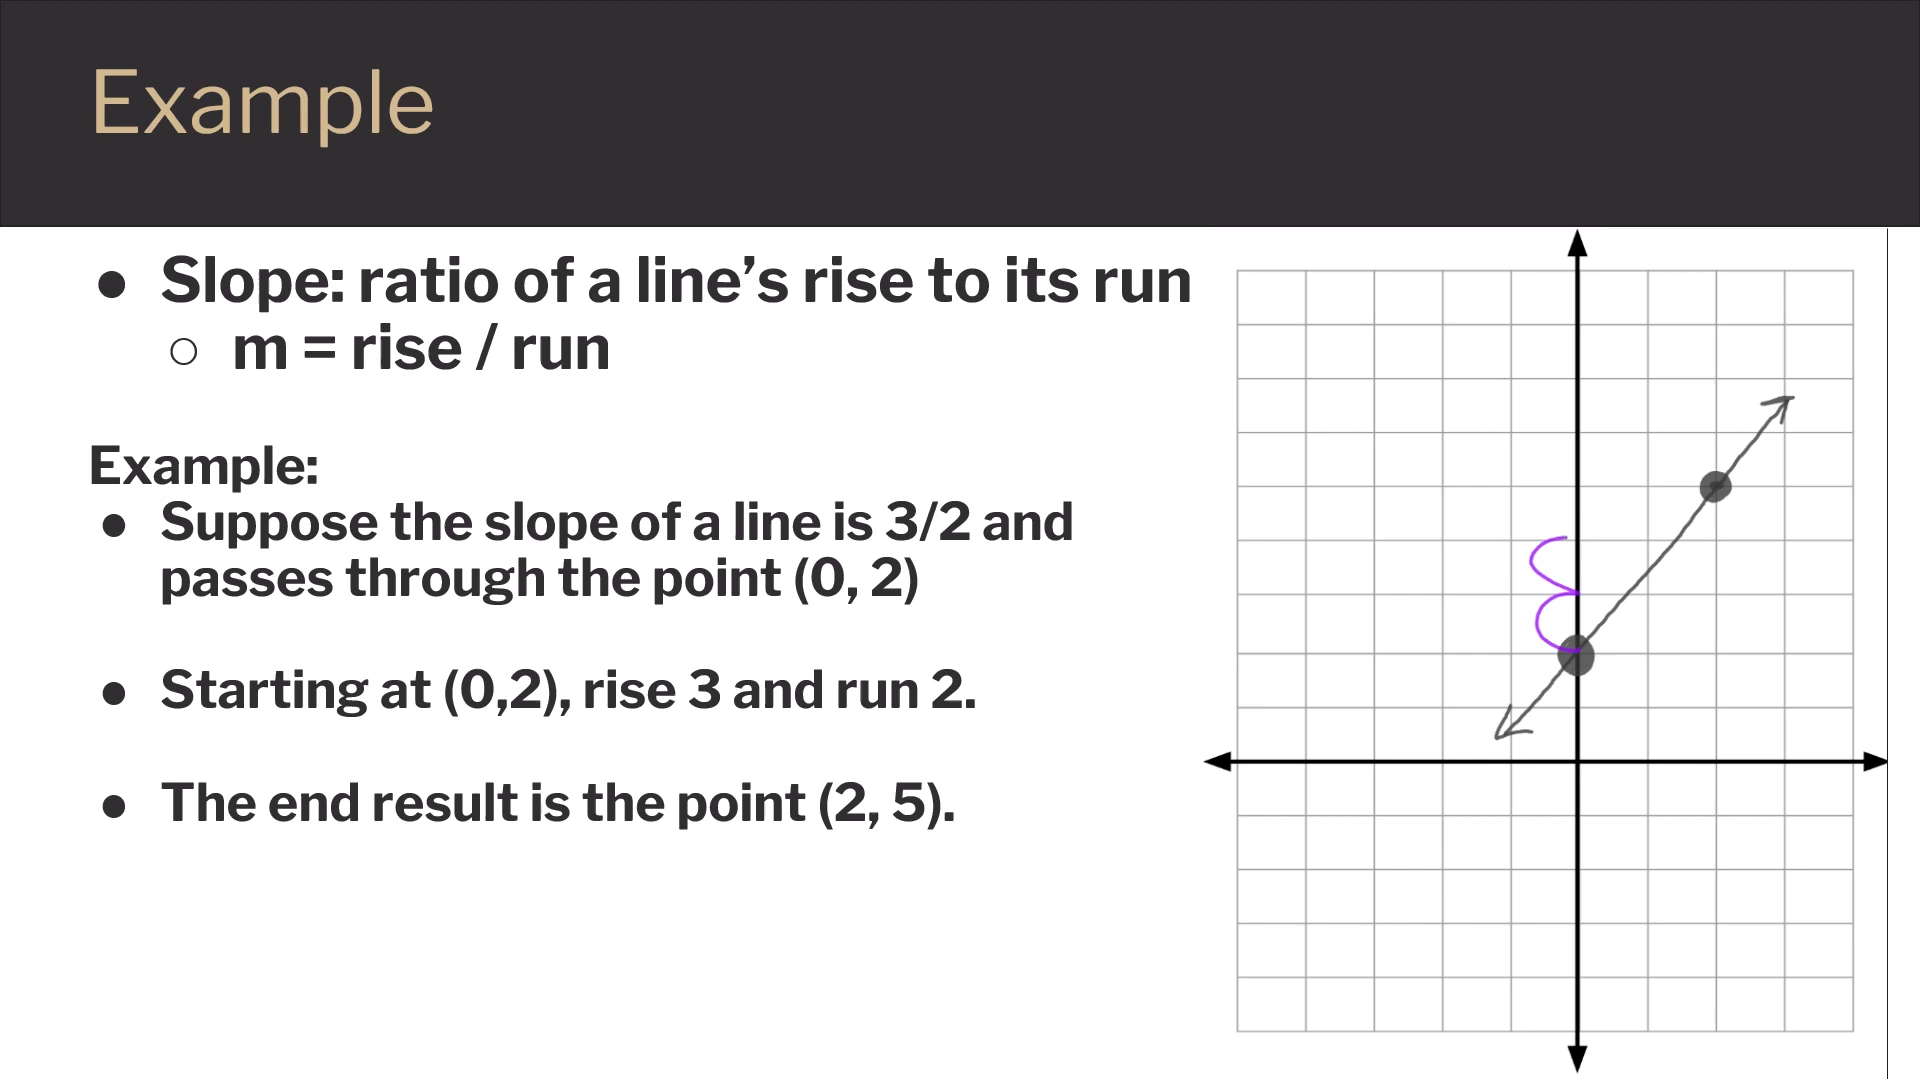 Example
● Slope: ratio of a line’s rise to its run
○ m = rise / run
Example:
● Suppose the slope of a line is 3/2 and
passes through the point (0, 2)
● Starting at (0,2), rise 3 and run 2.
● The end result is the point (2, 5).